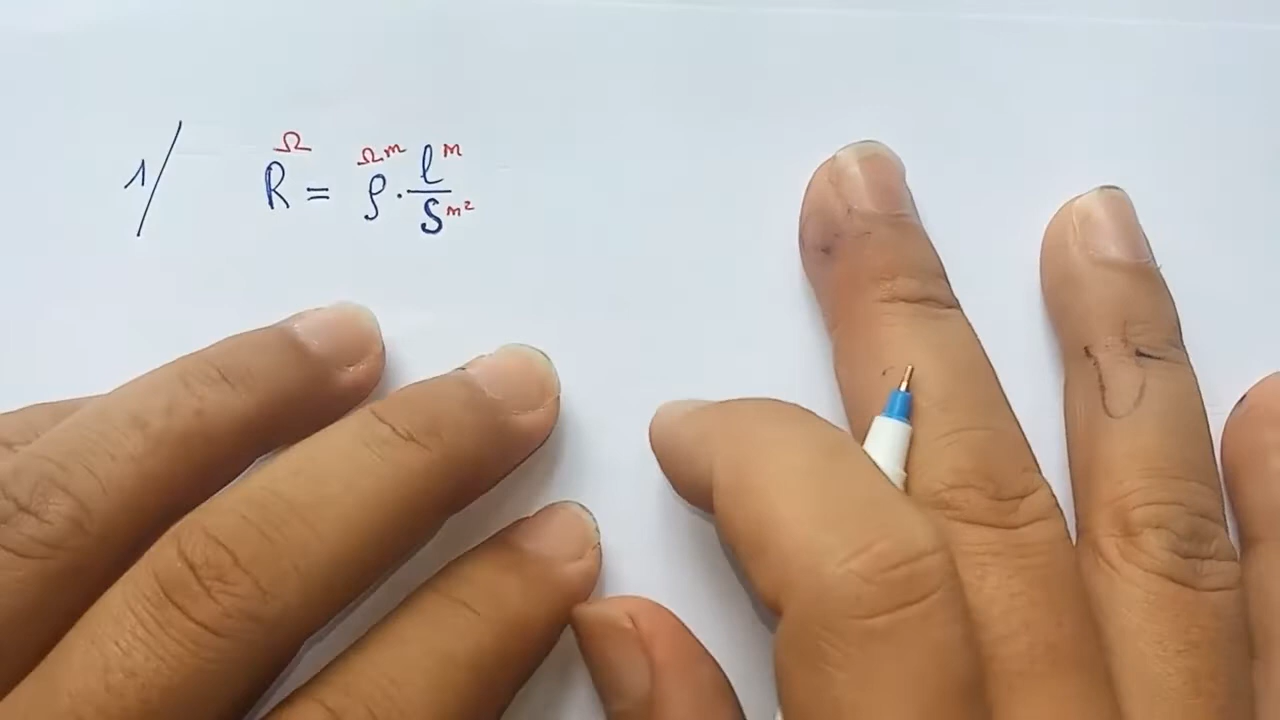 1/ R^Ω = ρ^Ωm · l^m / S^m²